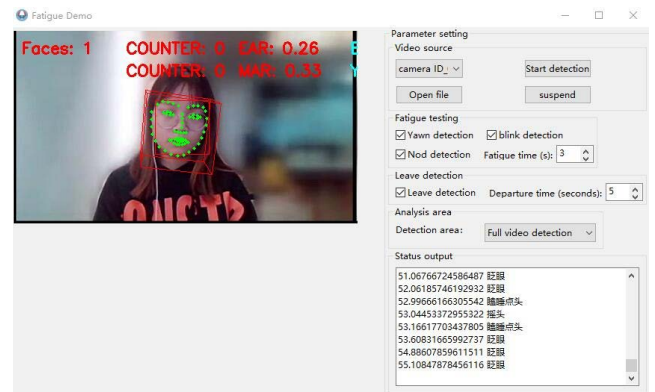 Fatigue Demo
Faces: 1 COUNTER: 0 EAR: 0.26 B
COUNTER: 0 MAR: 0.33 Y
Parameter setting
Video source
camera ID_
Start detection
Open file
suspend
Fatigue testing
Yawn detection
blink detection
Nod detection
Fatigue time (s): 3
Leave detection
Leave detection
Departure time (seconds): 5
Analysis area
Detection area: Full video detection
Status output
51.06766724586487 眨眼
52.06185746192932 眨眼
52.99666166305542 瞌睡点头
53.04453372955322 摇头
53.16617703437805 瞌睡点头
53.60831665992737 眨眼
54.88607859611511 眨眼
55.10847878456116 眨眼